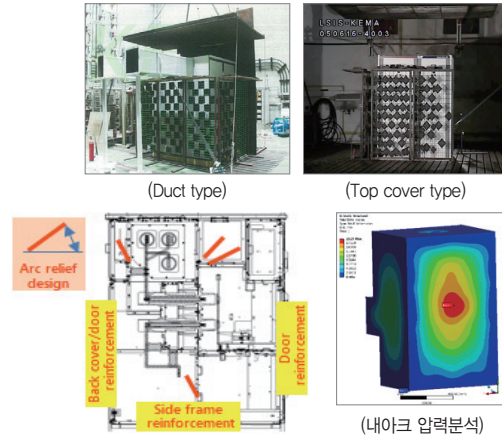 LSIS-KEMA
050616-4003
(Duct type)
(Top cover type)
Arc relief
design
Back cover/door
reinforcement
Door
reinforcement
Side frame
reinforcement
(내아크 압력분석)